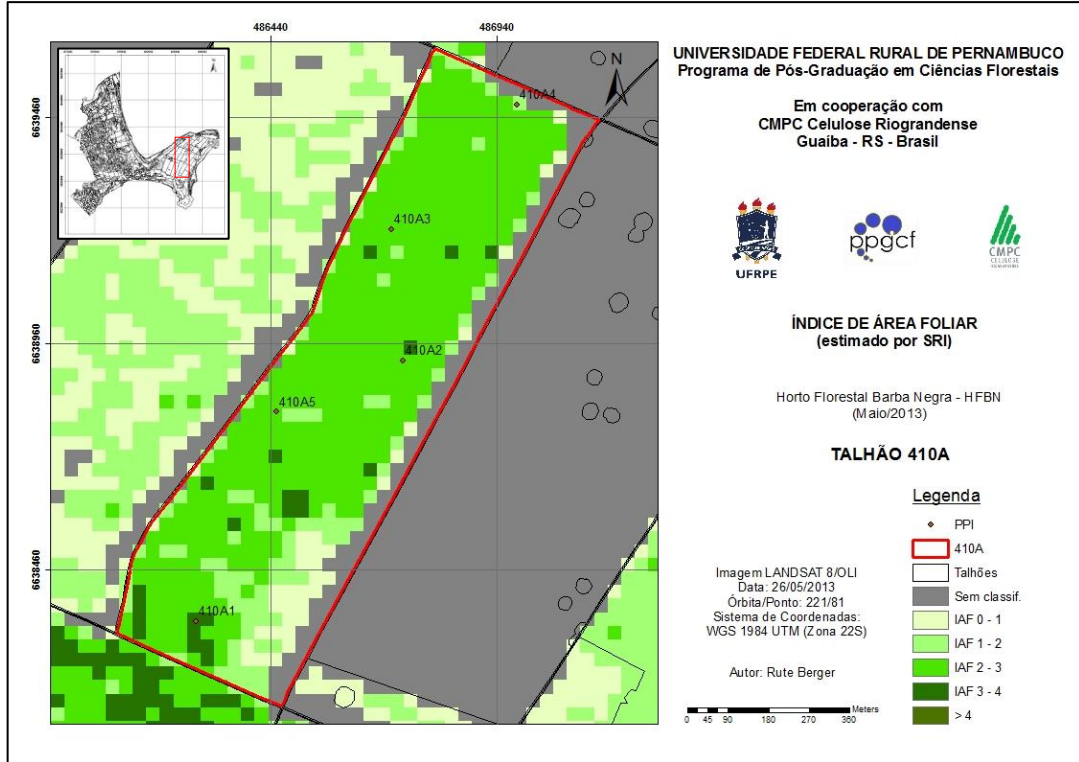 486440
486940
6639460
6638960
6638460
N
410A4
410A3
410A2
410A5
410A1
UNIVERSIDADE FEDERAL RURAL DE PERNAMBUCO
Programa de Pós-Graduação em Ciências Florestais
Em cooperação com
CMPC Celulose Riograndense
Guaíba - RS - Brasil
UFRPE
ppgcf
CMPC
CELULOSE
ÍNDICE DE ÁREA FOLIAR
(estimado por SRI)
Horto Florestal Barba Negra - HFBN
(Maio/2013)
TALHÃO 410A
Imagem LANDSAT 8/OLI
Data: 26/05/2013
Órbita/Ponto: 221/81
Sistema de Coordenadas:
WGS 1984 UTM (Zona 22S)
Autor: Rute Berger
0 45 90 180 270 360 Meters
Legenda
PPI
410A
Talhões
Sem classif.
IAF 0 - 1
IAF 1 - 2
IAF 2 - 3
IAF 3 - 4
> 4